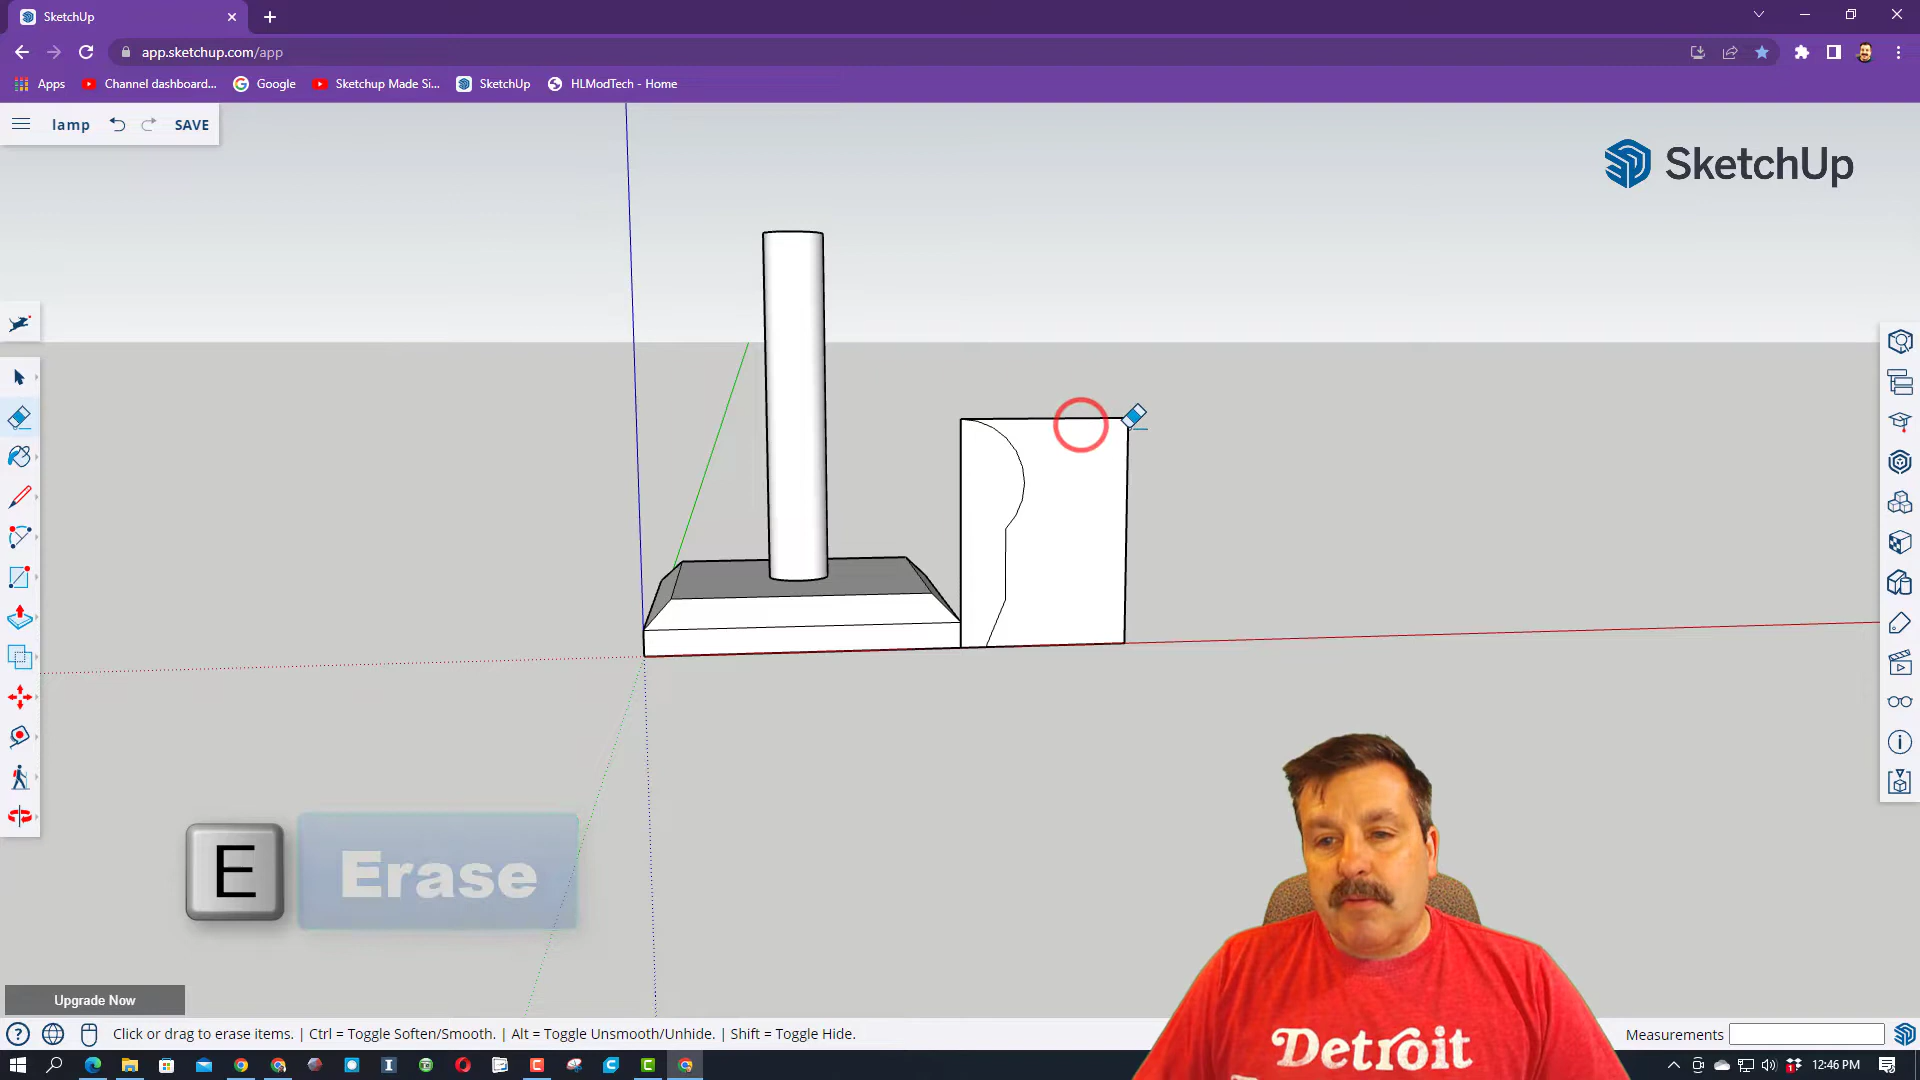 SketchUp
app.sketchup.com/app
Apps
Channel dashboard...
Google
Sketchup Made Si...
SketchUp
HLModTech - Home
lamp
SAVE
SketchUp
E
Erase
Upgrade Now
Click or drag to erase items. | Ctrl = Toggle Soften/Smooth. | Alt = Toggle Unsmooth/Unhide. | Shift = Toggle Hide.
Measurements
Detroit
12:46 PM